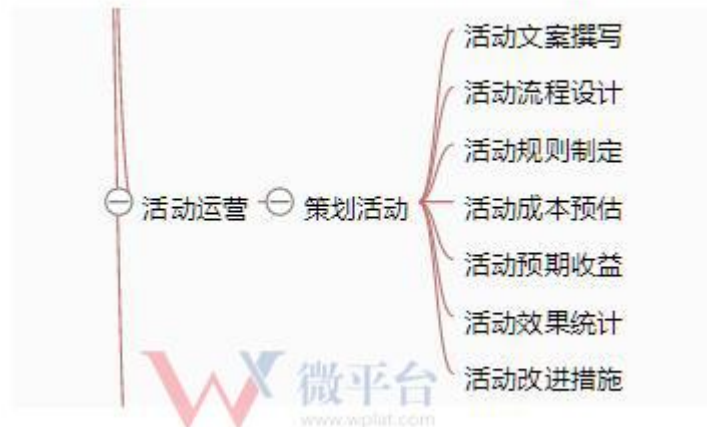 活动文案撰写
活动流程设计
活动规则制定
活动运营
策划活动
活动成本预估
活动预期收益
活动效果统计
活动改进措施
微平台
www.wplat.com